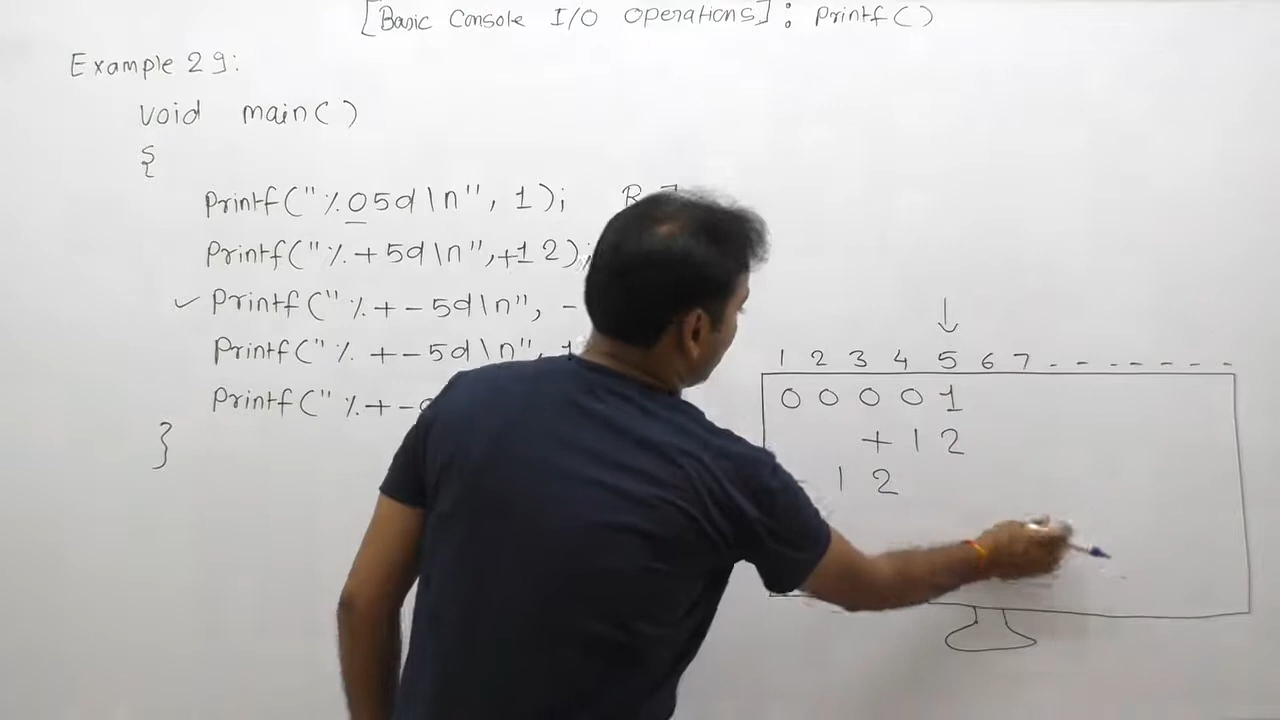 [Basic Console I/O Operations] : Printf()
Example 29:
void main()
{
Printf("%05d\n", 1);
Printf("%+5d\n",+12);
✓ Printf("%+-5d\n", -
Printf("% +-5d\n", 1
Printf("%+-
}
1 2 3 4 5 6 7 - - - - - - -
0 0 0 0 1
+ 1 2
1 2